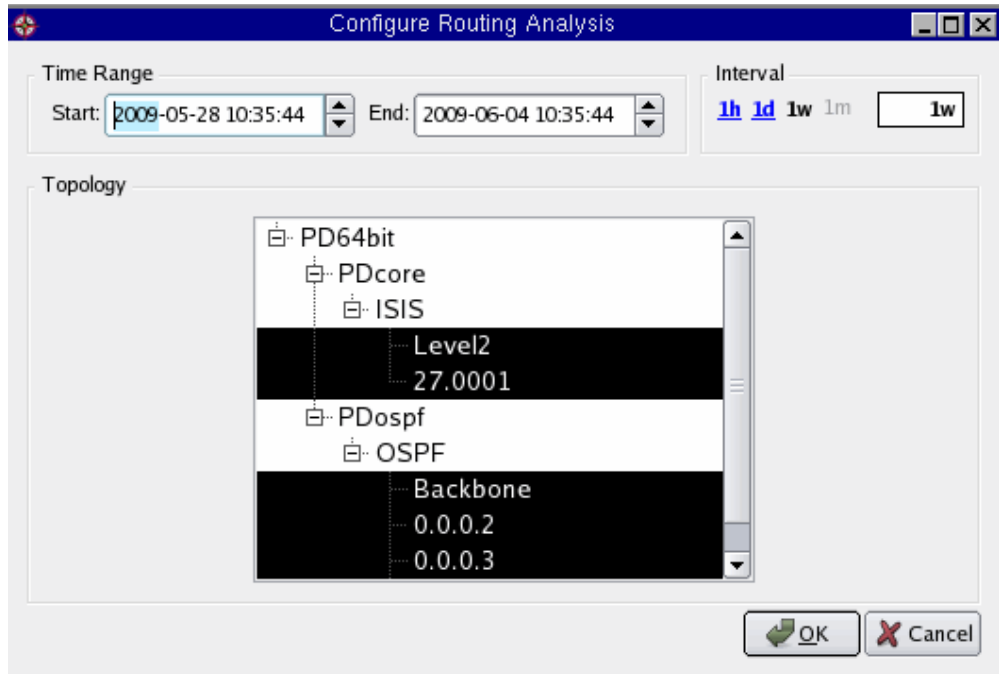 Configure Routing Analysis
Time Range
Interval
Start: 2009-05-28 10:35:44 End: 2009-06-04 10:35:44
1h 1d 1w 1m 1w
Topology
PD64bit
PDcore
ISIS
Level2
27.0001
PDospf
OSPF
Backbone
0.0.0.2
0.0.0.3
OK Cancel